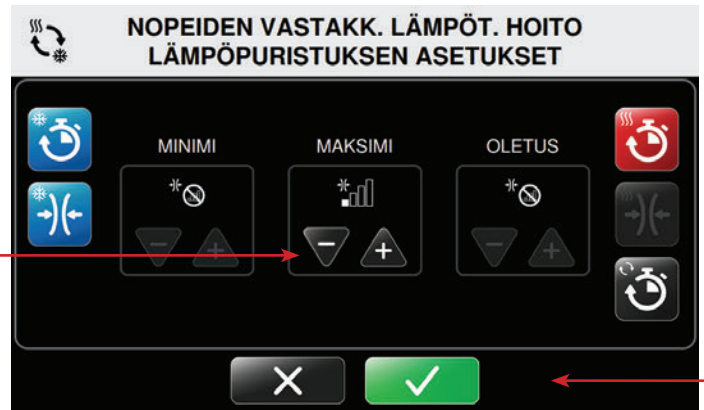 NOPEIDEN VASTAKK. LÄMPÖT. HOITO
LÄMPÖPURISTUKSEN ASETUKSET
MINIMI
MAKSIMI
OLETUS